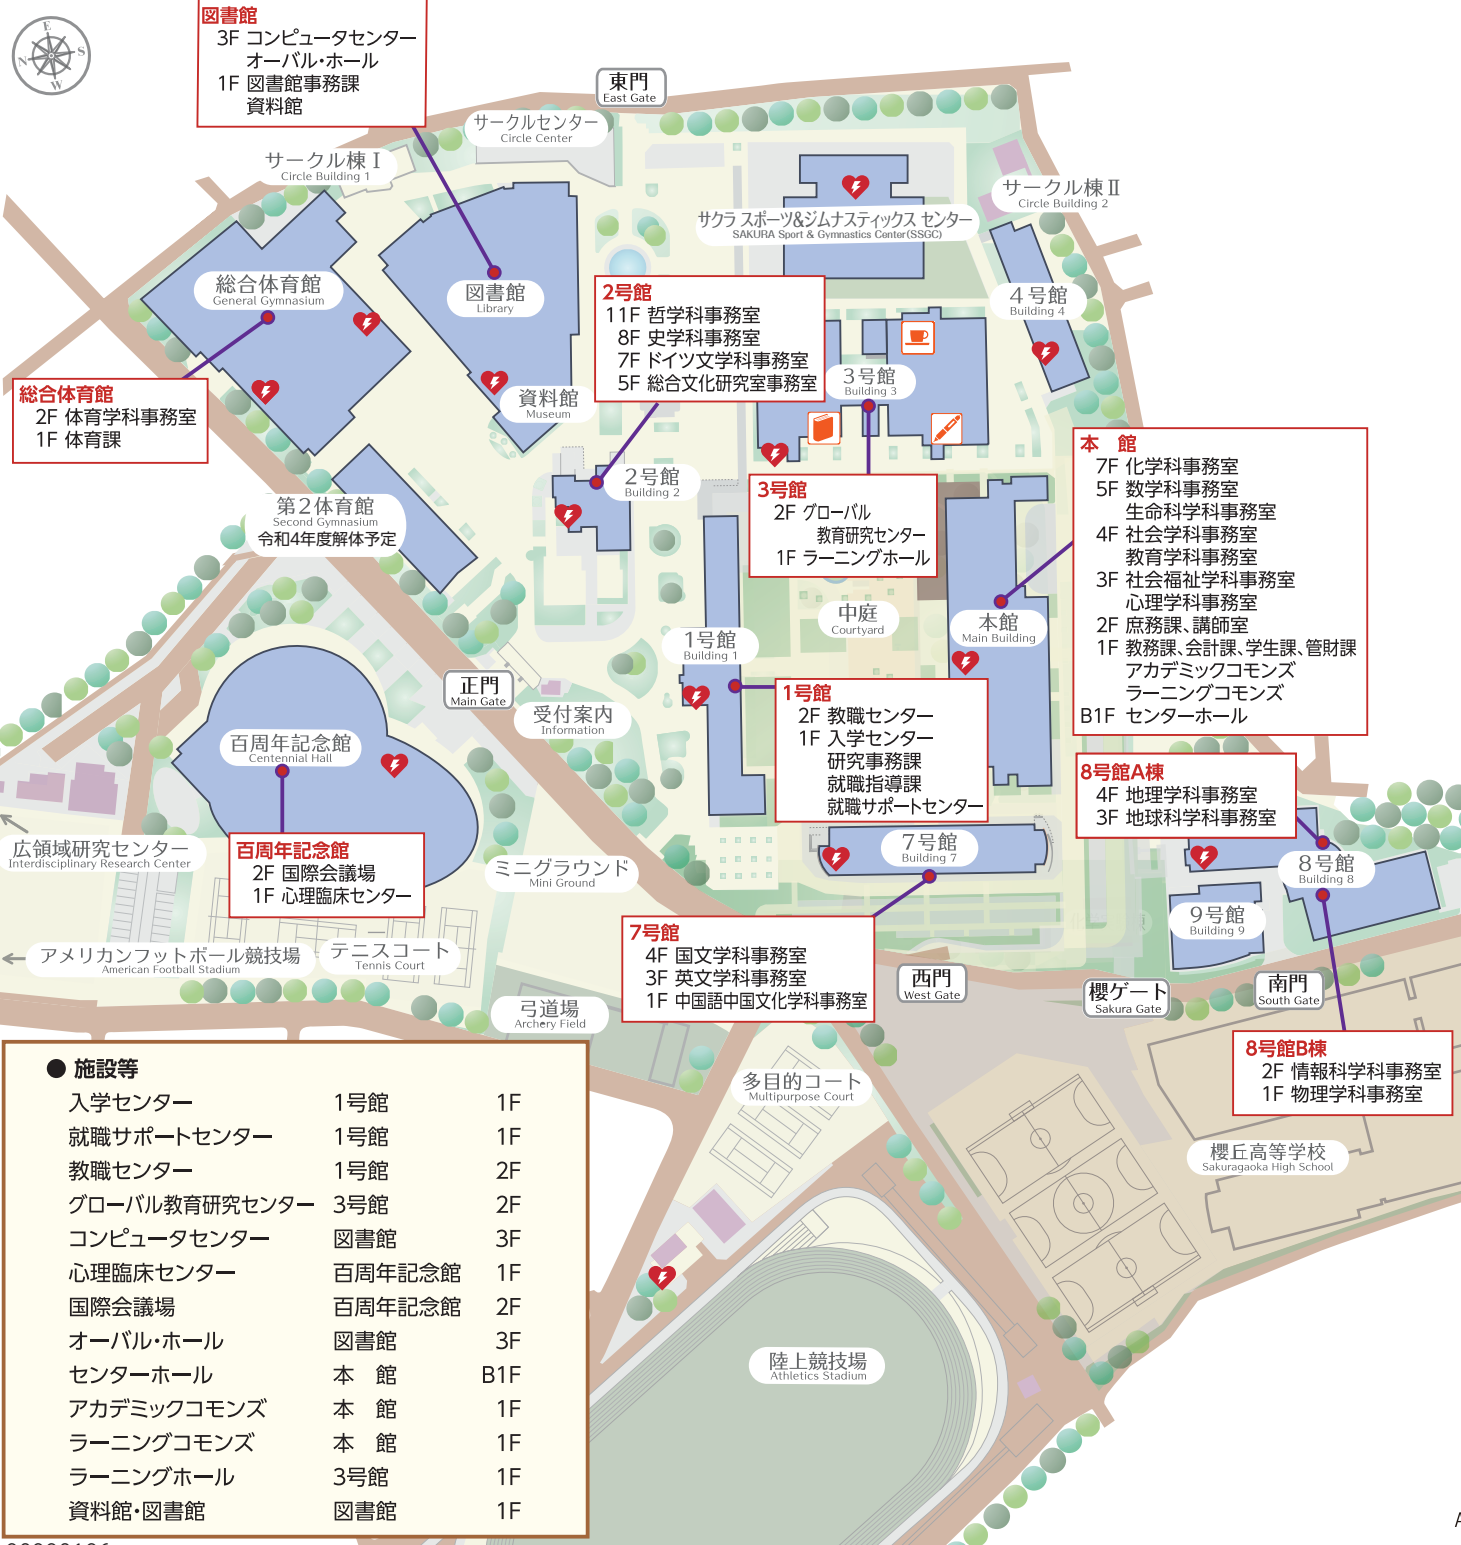 図書館
3F コンピュータセンター
オーバル・ホール
1F 図書館事務課
資料館
E
N
S
W
東門
East Gate
サークルセンター
Circle Center
サークル棟Ⅰ
Circle Building 1
サークル棟Ⅱ
Circle Building 2
サクラ スポーツ&ジムナスティックス センター
SAKURA Sport & Gymnastics Center(SSGC)
総合体育館
General Gymnasium
図書館
Library
4号館
Building 4
2号館
11F 哲学科事務室
8F 史学科事務室
7F ドイツ文学科事務室
5F 総合文化研究室事務室
3号館
Building 3
総合体育館
2F 体育学科事務室
1F 体育課
資料館
Museum
本 館
7F 化学科事務室
5F 数学科事務室
生命科学科事務室
4F 社会学科事務室
教育学科事務室
3F 社会福祉学科事務室
心理学科事務室
2F 庶務課、講師室
1F 教務課、会計課、学生課、管財課
アカデミックコモンズ
ラーニングコモンズ
B1F センターホール
2号館
Building 2
3号館
2F グローバル
教育研究センター
1F ラーニングホール
第2体育館
Second Gymnasium
令和4年度解体予定
中庭
Courtyard
本館
Main Building
1号館
Building 1
正門
Main Gate
受付案内
Information
1号館
2F 教職センター
1F 入学センター
研究事務課
就職指導課
就職サポートセンター
百周年記念館
Centennial Hall
8号館A棟
4F 地理学科事務室
3F 地球科学科事務室
広領域研究センター
Interdisciplinary Research Center
百周年記念館
2F 国際会議場
1F 心理臨床センター
ミニグラウンド
Mini Ground
7号館
Building 7
8号館
Building 8
9号館
Building 9
アメリカンフットボール競技場
American Football Stadium
テニスコート
Tennis Court
7号館
4F 国文学科事務室
3F 英文学科事務室
1F 中国語中国文化学科事務室
西門
West Gate
櫻ゲート
Sakura Gate
南門
South Gate
弓道場
Archery Field
8号館B棟
2F 情報科学科事務室
1F 物理学科事務室
多目的コート
Multipurpose Court
櫻丘高等学校
Sakuragaoka High School
陸上競技場
Athletics Stadium
● 施設等
入学センター 1号館 1F
就職サポートセンター 1号館 1F
教職センター 1号館 2F
グローバル教育研究センター 3号館 2F
コンピュータセンター 図書館 3F
心理臨床センター 百周年記念館 1F
国際会議場 百周年記念館 2F
オーバル・ホール 図書館 3F
センターホール 本 館 B1F
アカデミックコモンズ 本 館 1F
ラーニングコモンズ 本 館 1F
ラーニングホール 3号館 1F
資料館・図書館 図書館 1F